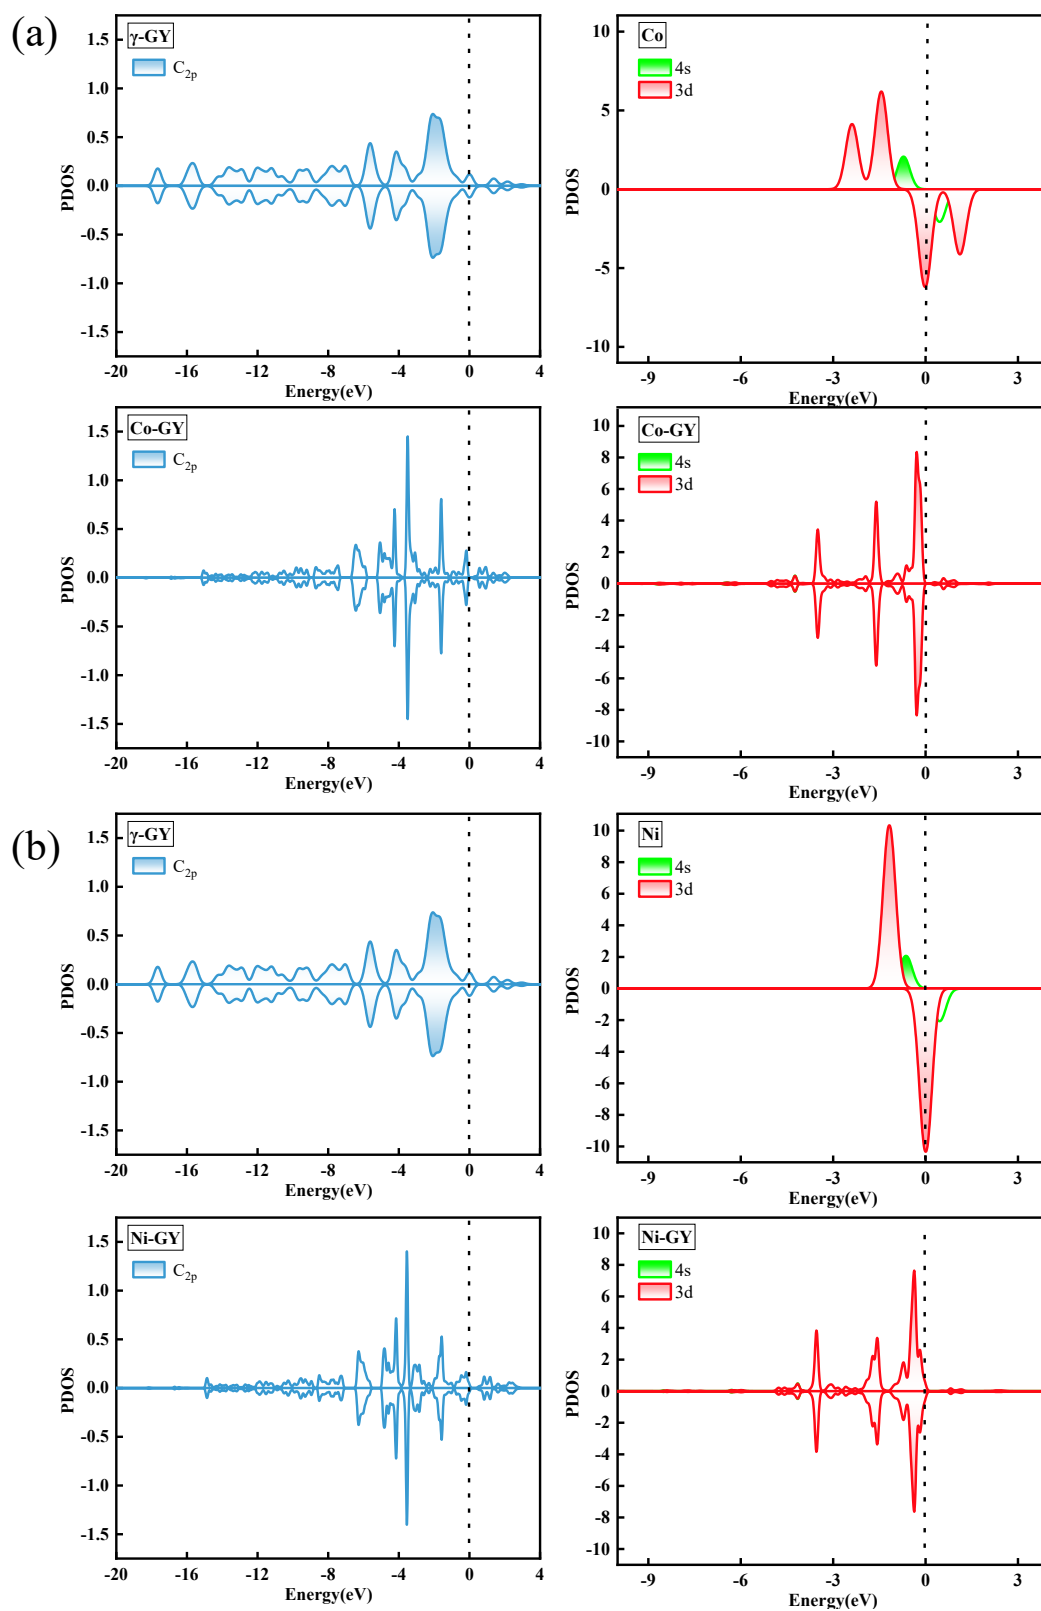 (a)
γ-GY
C2p
PDOS
1.5
1.0
0.5
0.0
-0.5
-1.0
-1.5
-20 -16 -12 -8 -4 0 4
Energy(eV)
Co
4s
3d
PDOS
10
5
0
-5
-10
-9 -6 -3 0 3
Energy(eV)
Co-GY
C2p
PDOS
1.5
1.0
0.5
0.0
-0.5
-1.0
-1.5
-20 -16 -12 -8 -4 0 4
Energy(eV)
Co-GY
4s
3d
PDOS
10
8
6
4
2
0
-2
-4
-6
-8
-10
-9 -6 -3 0 3
Energy(eV)
(b)
γ-GY
C2p
PDOS
1.5
1.0
0.5
0.0
-0.5
-1.0
-1.5
-20 -16 -12 -8 -4 0 4
Energy(eV)
Ni
4s
3d
PDOS
10
8
6
4
2
0
-2
-4
-6
-8
-10
-9 -6 -3 0 3
Energy(eV)
Ni-GY
C2p
PDOS
1.5
1.0
0.5
0.0
-0.5
-1.0
-1.5
-20 -16 -12 -8 -4 0 4
Energy(eV)
Ni-GY
4s
3d
PDOS
10
8
6
4
2
0
-2
-4
-6
-8
-10
-9 -6 -3 0 3
Energy(eV)